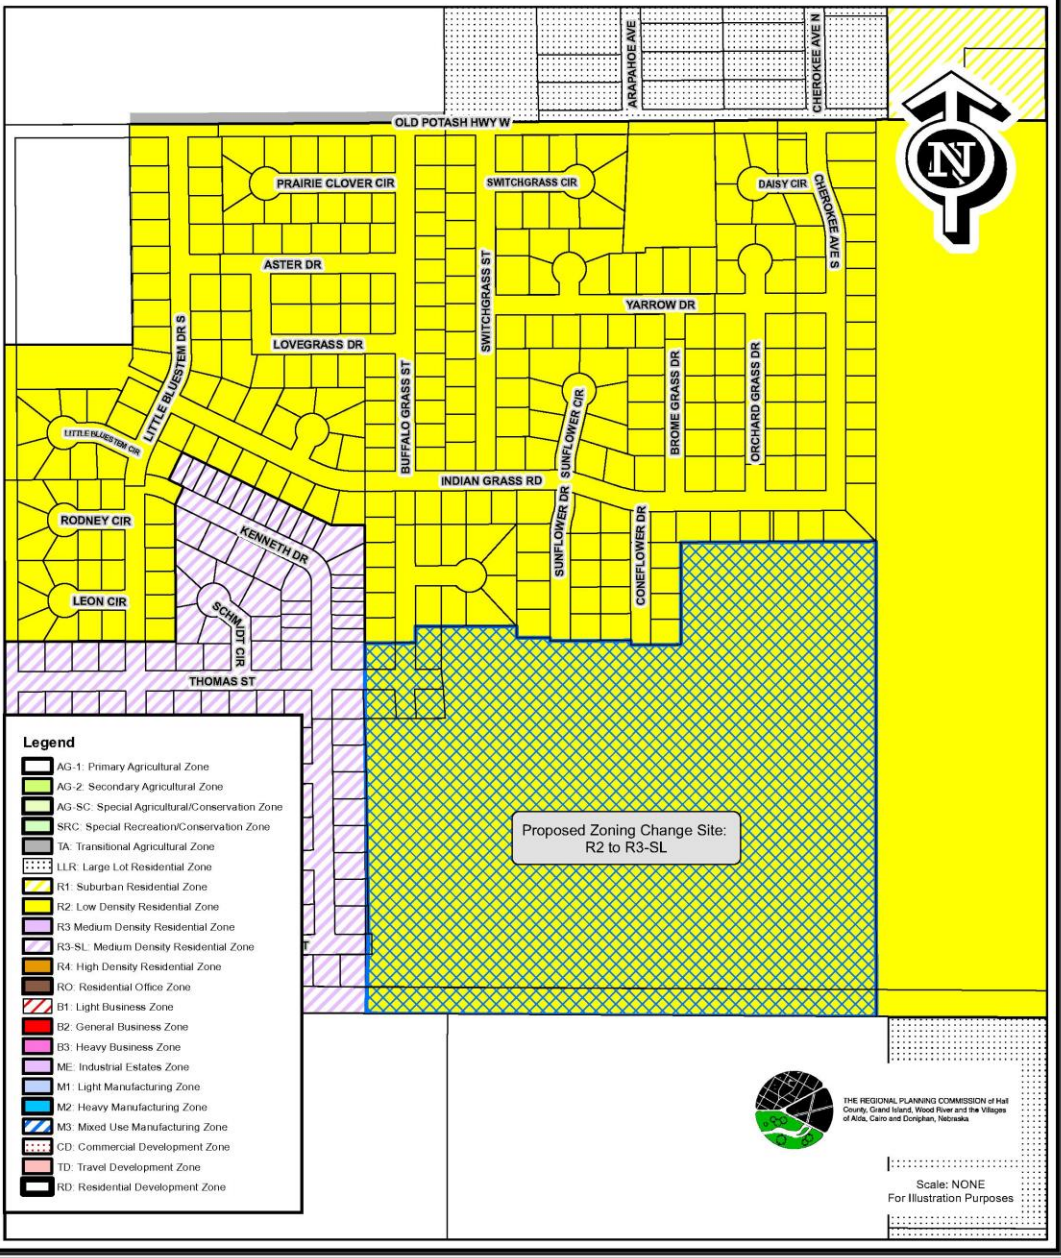 ARAPAHOE AVE
CHEROKEE AVE N
OLD POTASH HWY W
N
PRAIRIE CLOVER CIR
SWITCHGRASS CIR
DAISY CIR
CHEROKEE AVE S
ASTER DR
SWITCHGRASS ST
YARROW DR
LITTLE BLUESTEM DR S
LOVEGRASS DR
BUFFALO GRASS ST
SUNFLOWER CIR
BROME GRASS DR
ORCHARD GRASS DR
LITTLE BLUESTEM CIR
INDIAN GRASS RD
RODNEY CIR
KENNETH DR
SUNFLOWER DR
CONEFLOWER DR
LEON CIR
SCHMIDT CIR
THOMAS ST
T
Proposed Zoning Change Site:
R2 to R3-SL
Legend
AG-1: Primary Agricultural Zone
AG-2: Secondary Agricultural Zone
AG-SC: Special Agricultural/Conservation Zone
SRC: Special Recreation/Conservation Zone
TA: Transitional Agricultural Zone
LLR: Large Lot Residential Zone
R1: Suburban Residential Zone
R2: Low Density Residential Zone
R3 Medium Density Residential Zone
R3-SL: Medium Density Residential Zone
R4: High Density Residential Zone
RO: Residential Office Zone
B1: Light Business Zone
B2: General Business Zone
B3: Heavy Business Zone
ME: Industrial Estates Zone
M1: Light Manufacturing Zone
M2: Heavy Manufacturing Zone
M3: Mixed Use Manufacturing Zone
CD: Commercial Development Zone
TD: Travel Development Zone
RD: Residential Development Zone
THE REGIONAL PLANNING COMMISSION of Hall
County, Grand Island, Wood River and the Villages
of Alda, Cairo and Doniphan, Nebraska
Scale: NONE
For Illustration Purposes